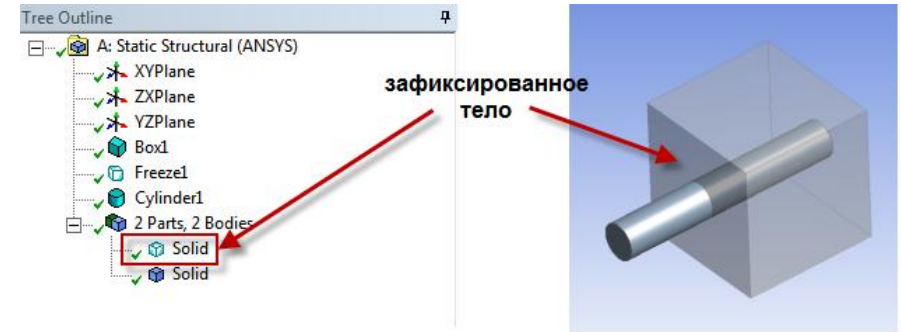 Tree Outline
A: Static Structural (ANSYS)
XYPlane
ZXPlane
YZPlane
Box1
Freeze1
Cylinder1
2 Parts, 2 Bodies
Solid
Solid
зафиксированное
тело